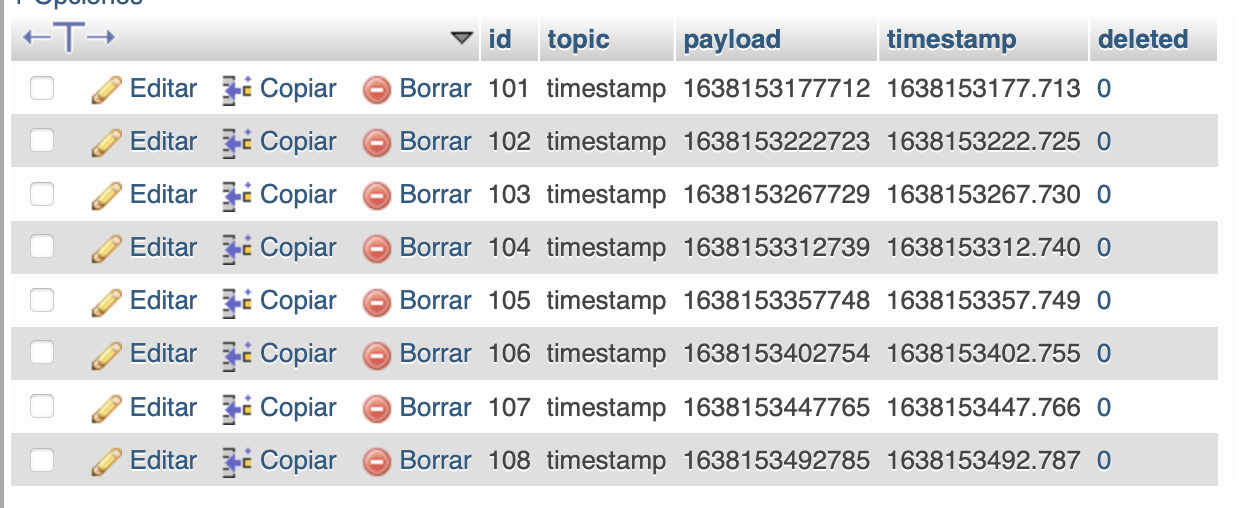 Opciones
←T→ id topic payload timestamp deleted
Editar Copiar Borrar 101 timestamp 1638153177712 1638153177.713 0
Editar Copiar Borrar 102 timestamp 1638153222723 1638153222.725 0
Editar Copiar Borrar 103 timestamp 1638153267729 1638153267.730 0
Editar Copiar Borrar 104 timestamp 1638153312739 1638153312.740 0
Editar Copiar Borrar 105 timestamp 1638153357748 1638153357.749 0
Editar Copiar Borrar 106 timestamp 1638153402754 1638153402.755 0
Editar Copiar Borrar 107 timestamp 1638153447765 1638153447.766 0
Editar Copiar Borrar 108 timestamp 1638153492785 1638153492.787 0